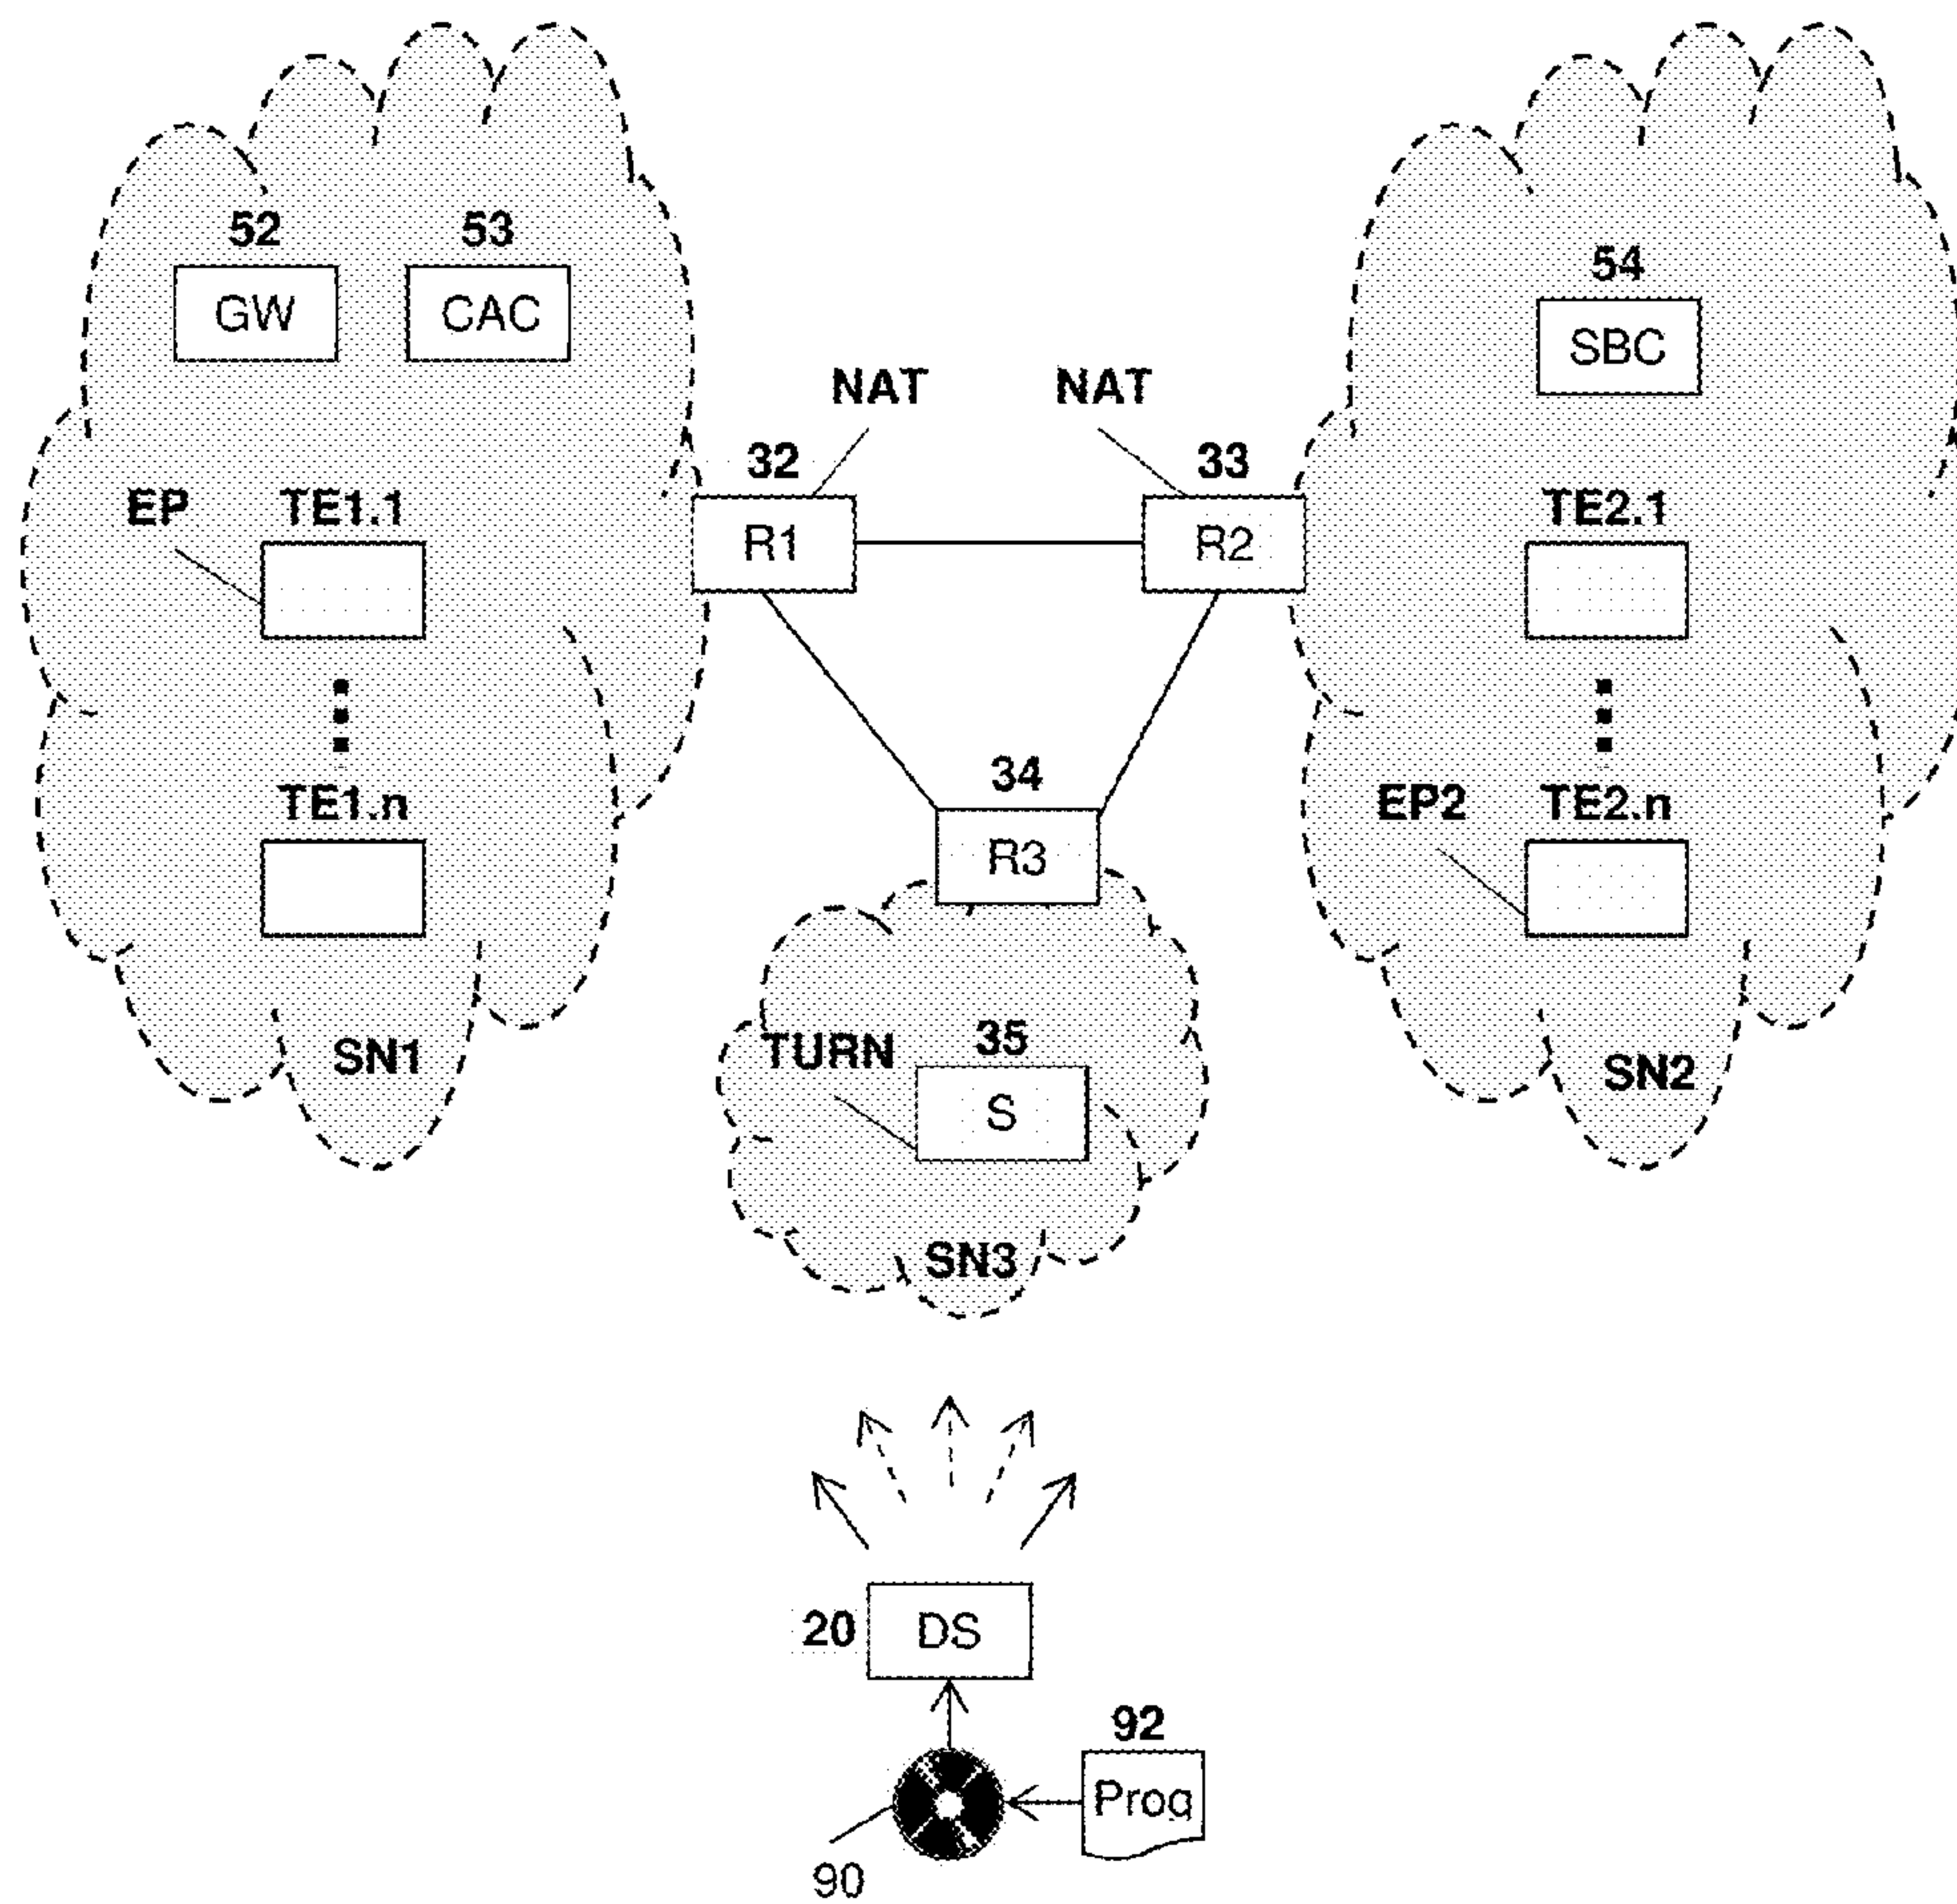 52
53
54
GW
CAC
SBC
NAT
NAT
32
33
EP
TE1.1
R1
R2
TE2.1
34
TE1.n
EP2
TE2.n
R3
35
SN1
TURN
SN2
S
SN3
20
DS
92
Prog
90